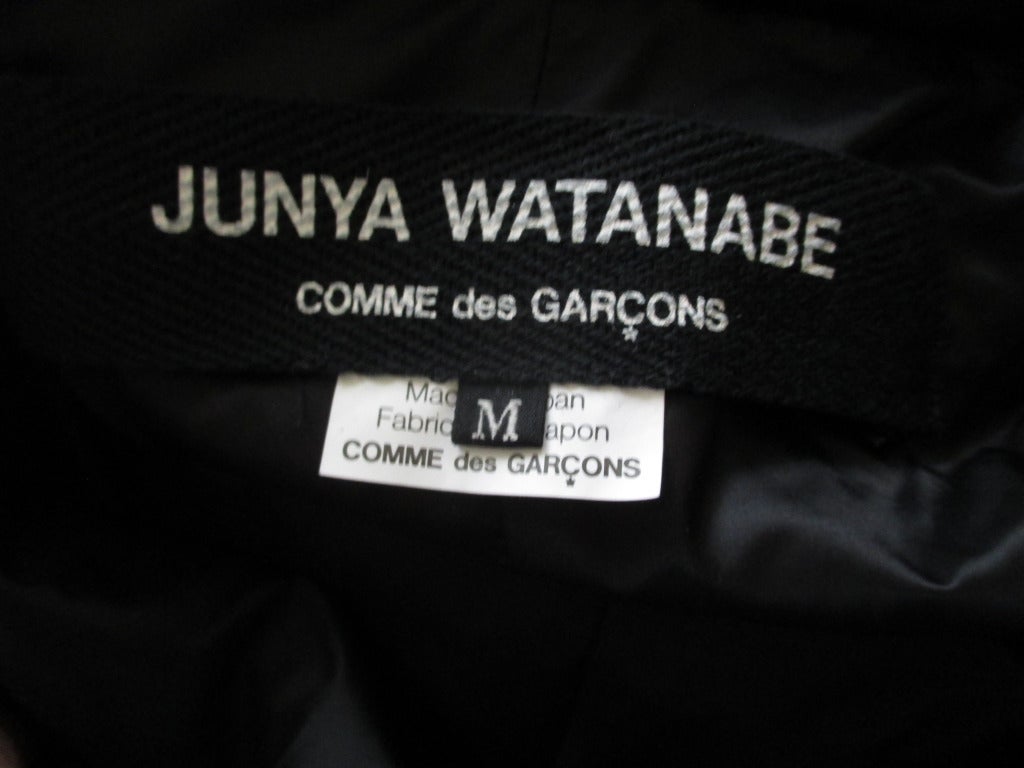 JUNYA WATANABE
COMME des GARÇONS
M
COMME des GARÇONS